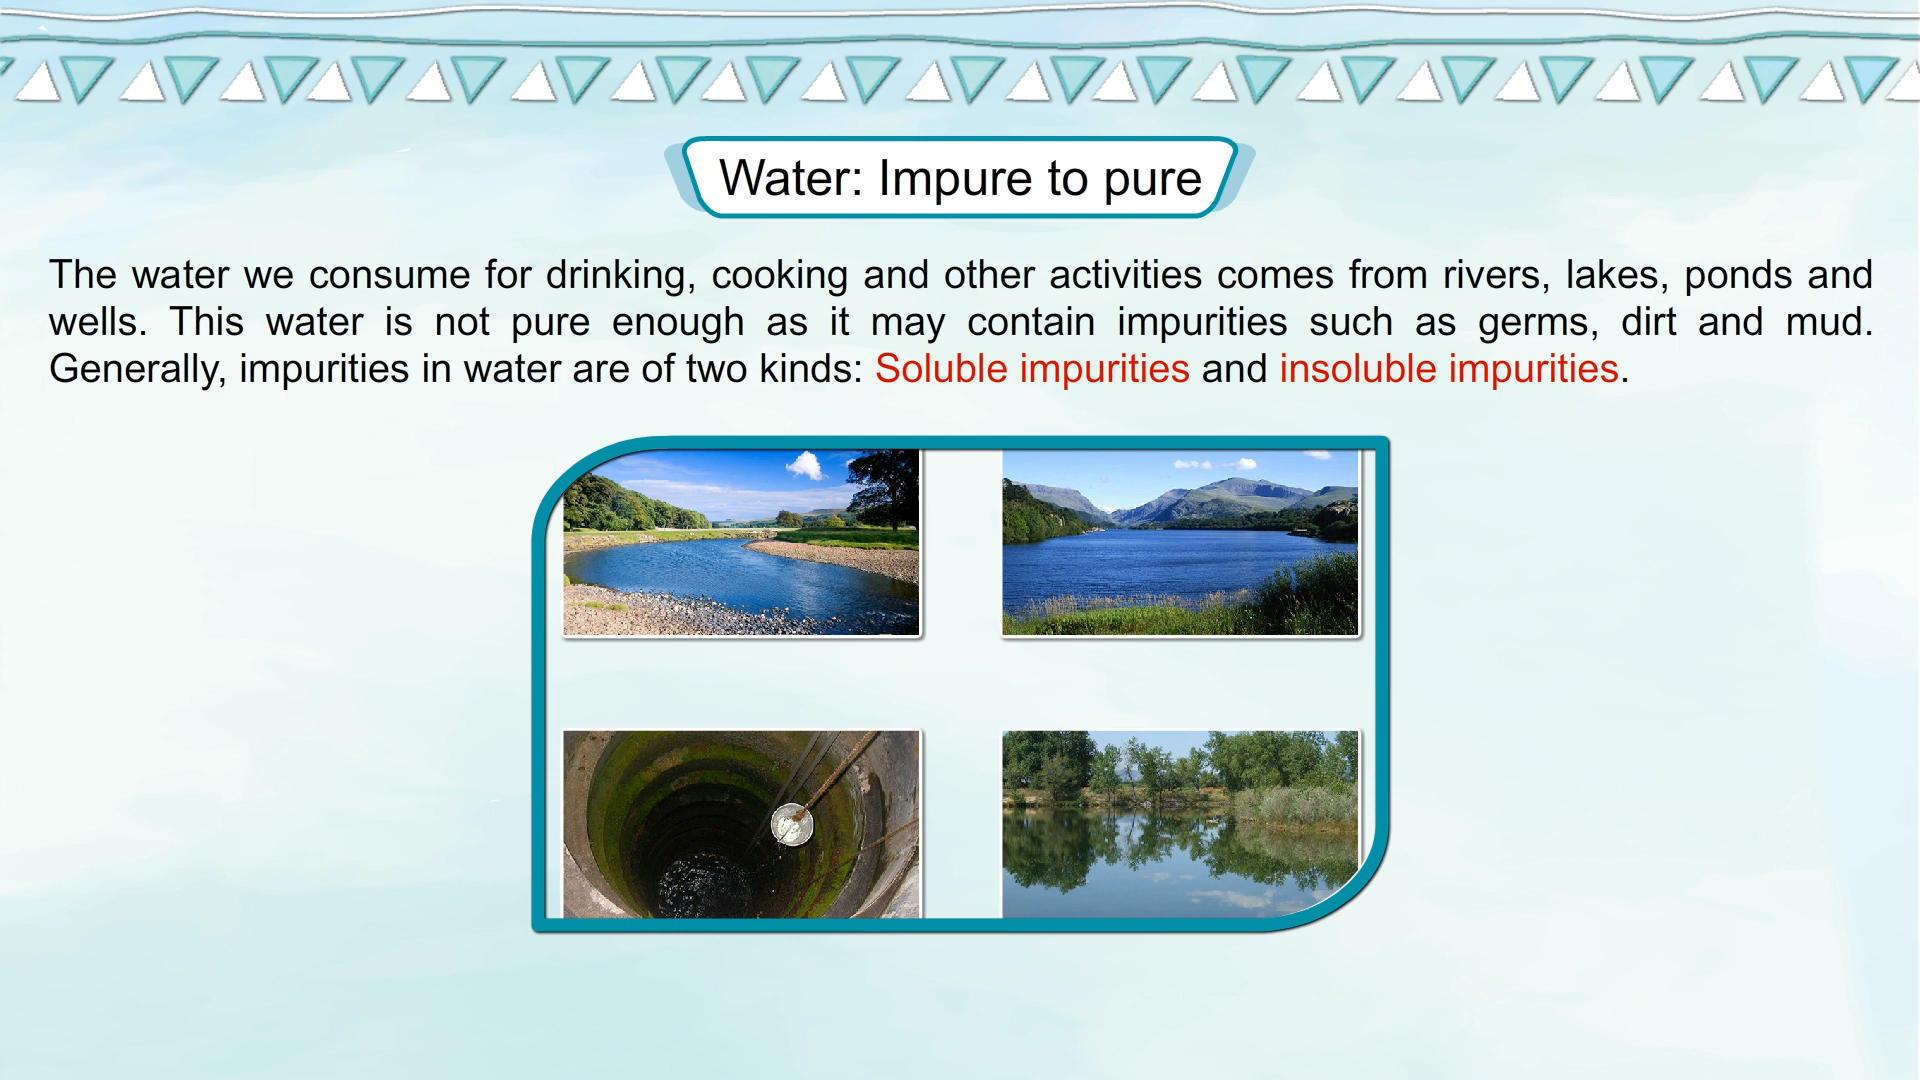 Water: Impure to pure
The water we consume for drinking, cooking and other activities comes from rivers, lakes, ponds and
wells. This water is not pure enough as it may contain impurities such as germs, dirt and mud.
Generally, impurities in water are of two kinds: Soluble impurities and insoluble impurities.